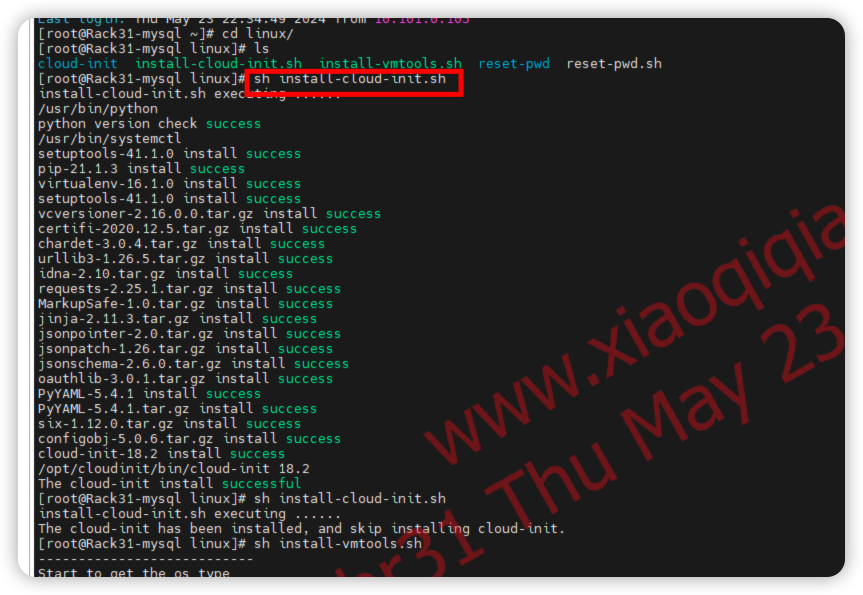 Last login: Thu May 23 22:34:49 2024 from 10.101.0.105
[root@Rack31-mysql ~]# cd linux/
[root@Rack31-mysql linux]# ls
cloud-init  install-cloud-init.sh  install-vmtools.sh  reset-pwd  reset-pwd.sh
[root@Rack31-mysql linux]# sh install-cloud-init.sh
install-cloud-init.sh executing ......
/usr/bin/python
python version check success
/usr/bin/systemctl
setuptools-41.1.0 install success
pip-21.1.3 install success
virtualenv-16.1.0 install success
setuptools-41.1.0 install success
vcversioner-2.16.0.0.tar.gz install success
certifi-2020.12.5.tar.gz install success
chardet-3.0.4.tar.gz install success
urllib3-1.26.5.tar.gz install success
idna-2.10.tar.gz install success
requests-2.25.1.tar.gz install success
MarkupSafe-1.0.tar.gz install success
jinja-2.11.3.tar.gz install success
jsonpointer-2.0.tar.gz install success
jsonpatch-1.26.tar.gz install success
jsonschema-2.6.0.tar.gz install success
oauthlib-3.0.1.tar.gz install success
PyYAML-5.4.1 install success
PyYAML-5.4.1.tar.gz install success
six-1.12.0.tar.gz install success
configobj-5.0.6.tar.gz install success
cloud-init-18.2 install success
/opt/cloudinit/bin/cloud-init 18.2
The cloud-init install successful
[root@Rack31-mysql linux]# sh install-cloud-init.sh
install-cloud-init.sh executing ......
The cloud-init has been installed, and skip installing cloud-init.
[root@Rack31-mysql linux]# sh install-vmtools.sh
---------------------------
Start to get the os type
www.xiaoqiqia
Thu May 23